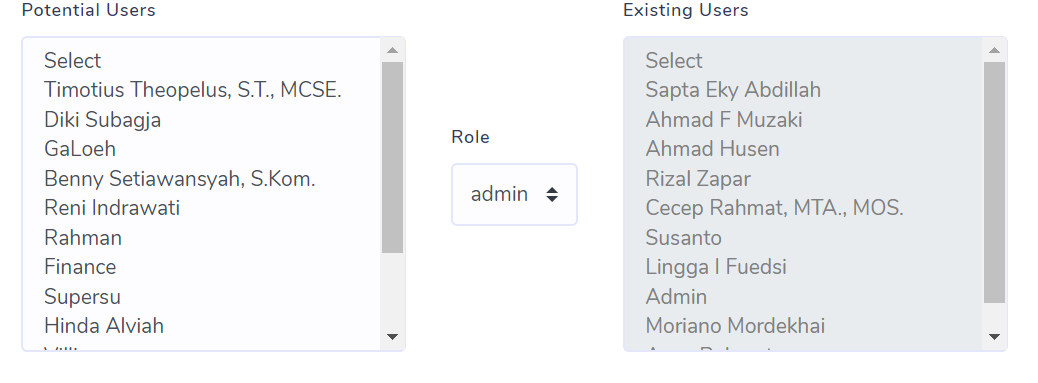 Potential Users
Select
Timotius Theopelus, S.T., MCSE.
Diki Subagja
GaLoeh
Benny Setiawansyah, S.Kom.
Reni Indrawati
Rahman
Finance
Supersu
Hinda Alviah
Role
admin
Existing Users
Select
Sapta Eky Abdillah
Ahmad F Muzaki
Ahmad Husen
Rizal Zapar
Cecep Rahmat, MTA., MOS.
Susanto
Lingga I Fuedsi
Admin
Moriano Mordekhai